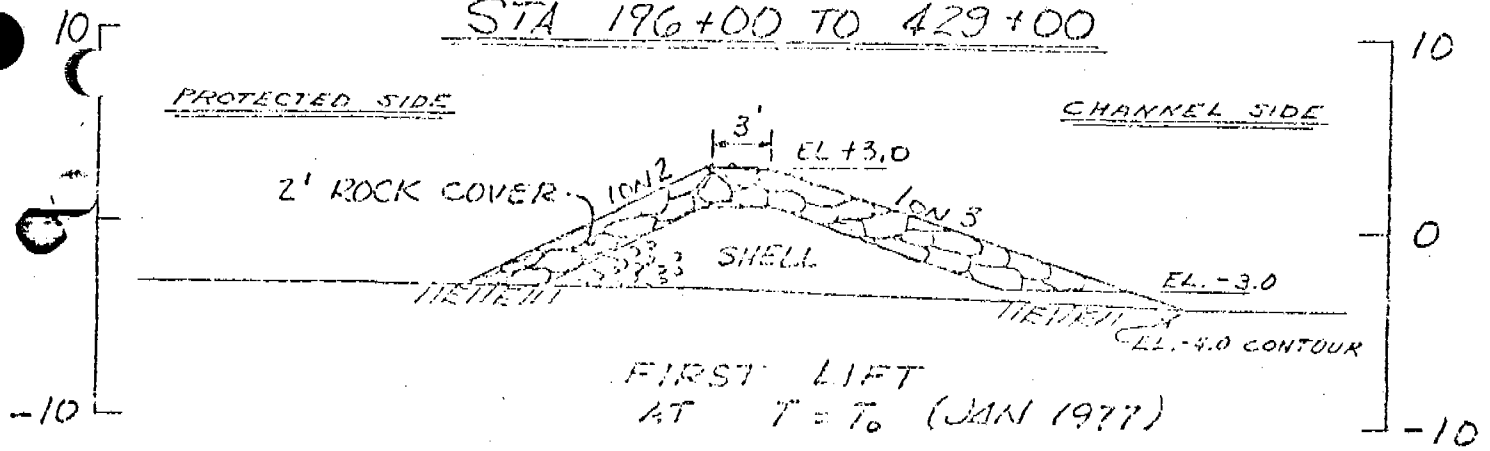 STA 196+00 TO 429+00
10
10
PROTECTED SIDE
CHANNEL SIDE
3'
EL +3.0
2' ROCK COVER
1 ON 2
1 ON 3
0
SHELL
EL. -3.0
EL. -4.0 CONTOUR
FIRST LIFT
AT T = T₀ (JAN 1977)
-10
-10